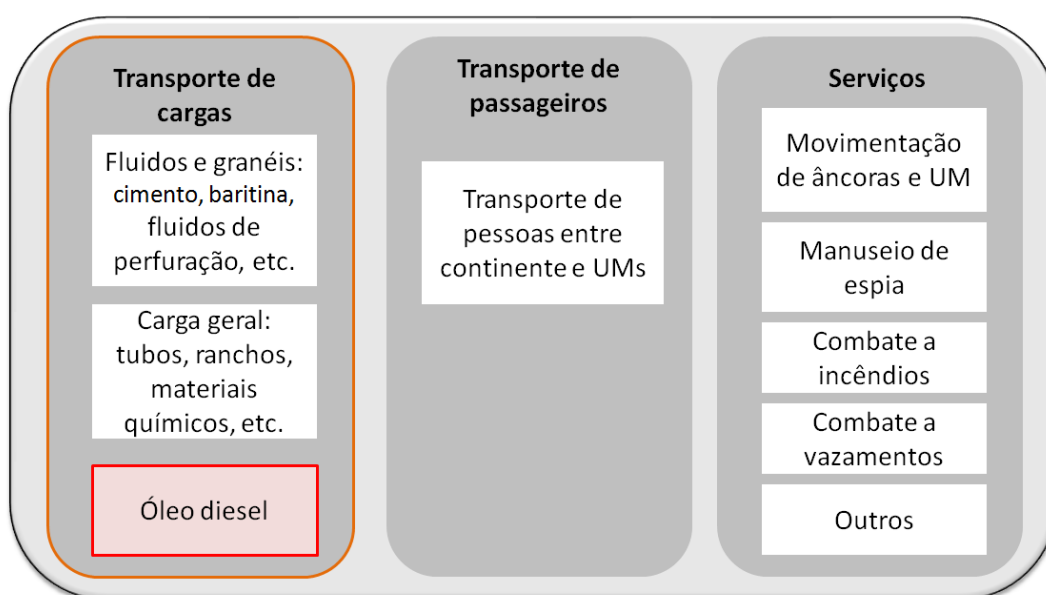 Transporte de
cargas
Fluidos e granéis:
cimento, baritina,
fluidos de
perfuração, etc.
Carga geral:
tubos, ranchos,
materiais
químicos, etc.
Óleo diesel
Transporte de
passageiros
Transporte de
pessoas entre
continente e UMs
Serviços
Movimentação
de âncoras e UM
Manuseio de
espia
Combate a
incêndios
Combate a
vazamentos
Outros